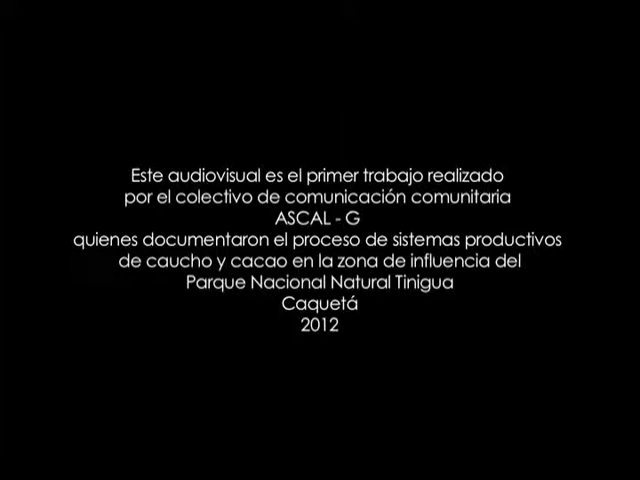 Este audiovisual es el primer trabajo realizado
por el colectivo de comunicación comunitaria
ASCAL - G
quienes documentaron el proceso de sistemas productivos
de caucho y cacao en la zona de influencia del
Parque Nacional Natural Tinigua
Caquetá
2012